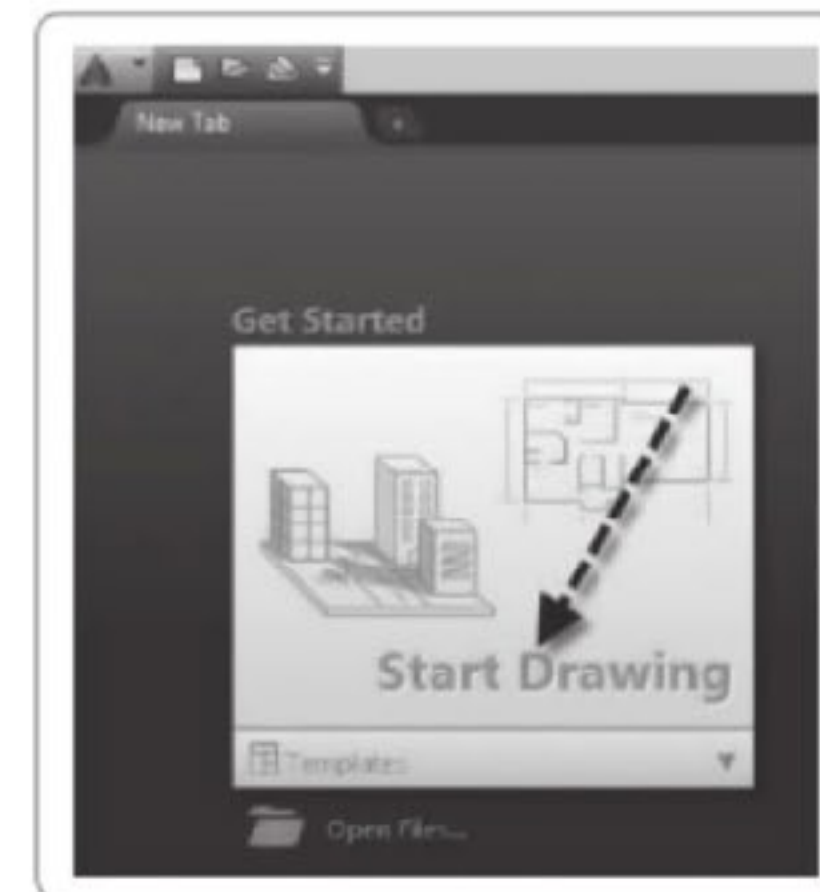 New Tab
Get Started
Start Drawing
Templates
Open Files...